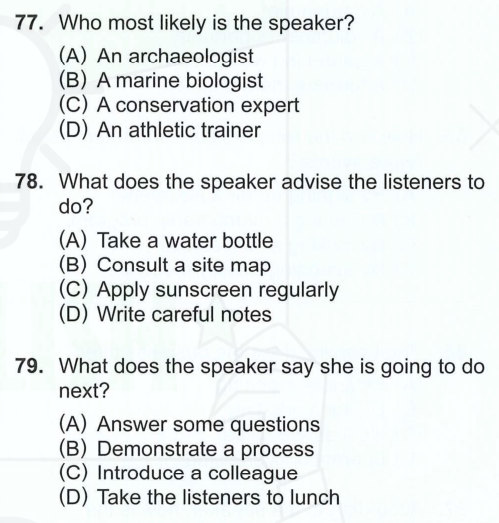 77. Who most likely is the speaker?
(A) An archaeologist
(B) A marine biologist
(C) A conservation expert
(D) An athletic trainer
78. What does the speaker advise the listeners to
do?
(A) Take a water bottle
(B) Consult a site map
(C) Apply sunscreen regularly
(D) Write careful notes
79. What does the speaker say she is going to do
next?
(A) Answer some questions
(B) Demonstrate a process
(C) Introduce a colleague
(D) Take the listeners to lunch